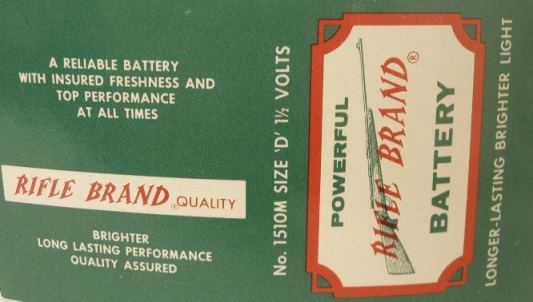 A RELIABLE BATTERY
WITH INSURED FRESHNESS AND
TOP PERFORMANCE
AT ALL TIMES
RIFLE BRAND ® QUALITY
BRIGHTER
LONG LASTING PERFORMANCE
QUALITY ASSURED
No. 1510M SIZE 'D' 1½ VOLTS
POWERFUL
RIFLE BRAND ®
BATTERY
LONGER-LASTING BRIGHTER LIGHT